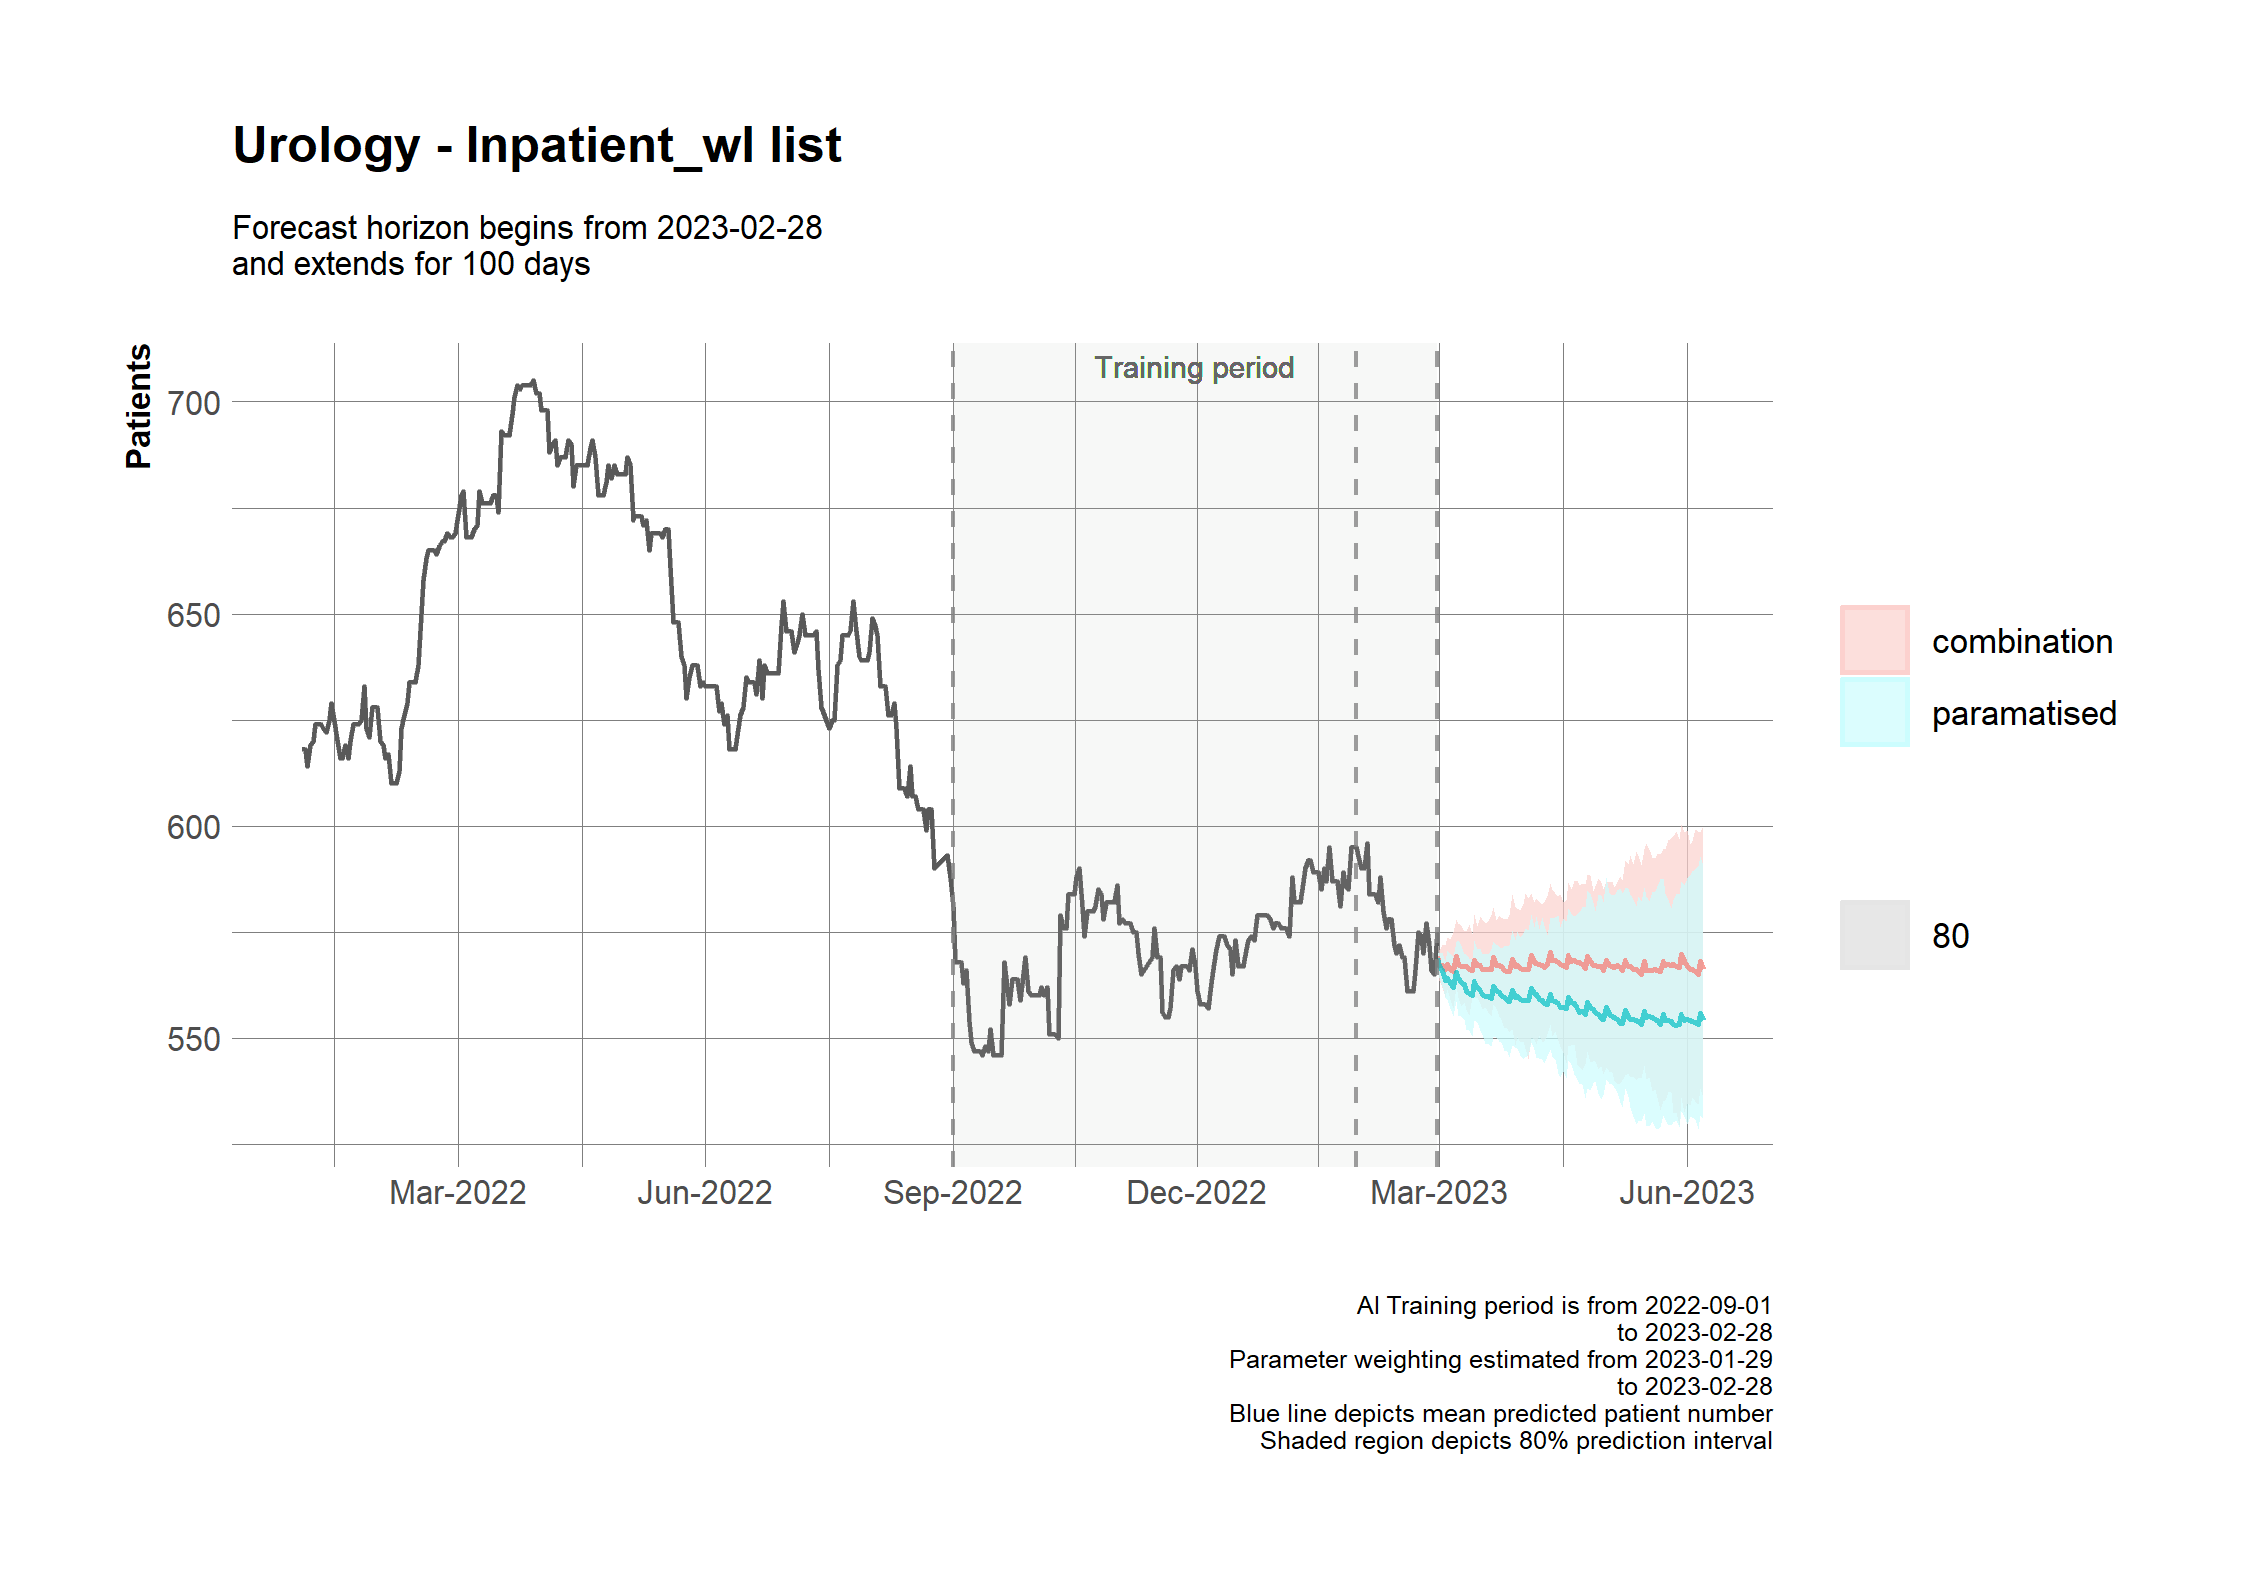 Urology - Inpatient_wl list
Forecast horizon begins from 2023-02-28
and extends for 100 days
Patients
Training period
700
650
600
550
Mar-2022
Jun-2022
Sep-2022
Dec-2022
Mar-2023
Jun-2023
combination
paramatised
80
AI Training period is from 2022-09-01
to 2023-02-28
Parameter weighting estimated from 2023-01-29
to 2023-02-28
Blue line depicts mean predicted patient number
Shaded region depicts 80% prediction interval